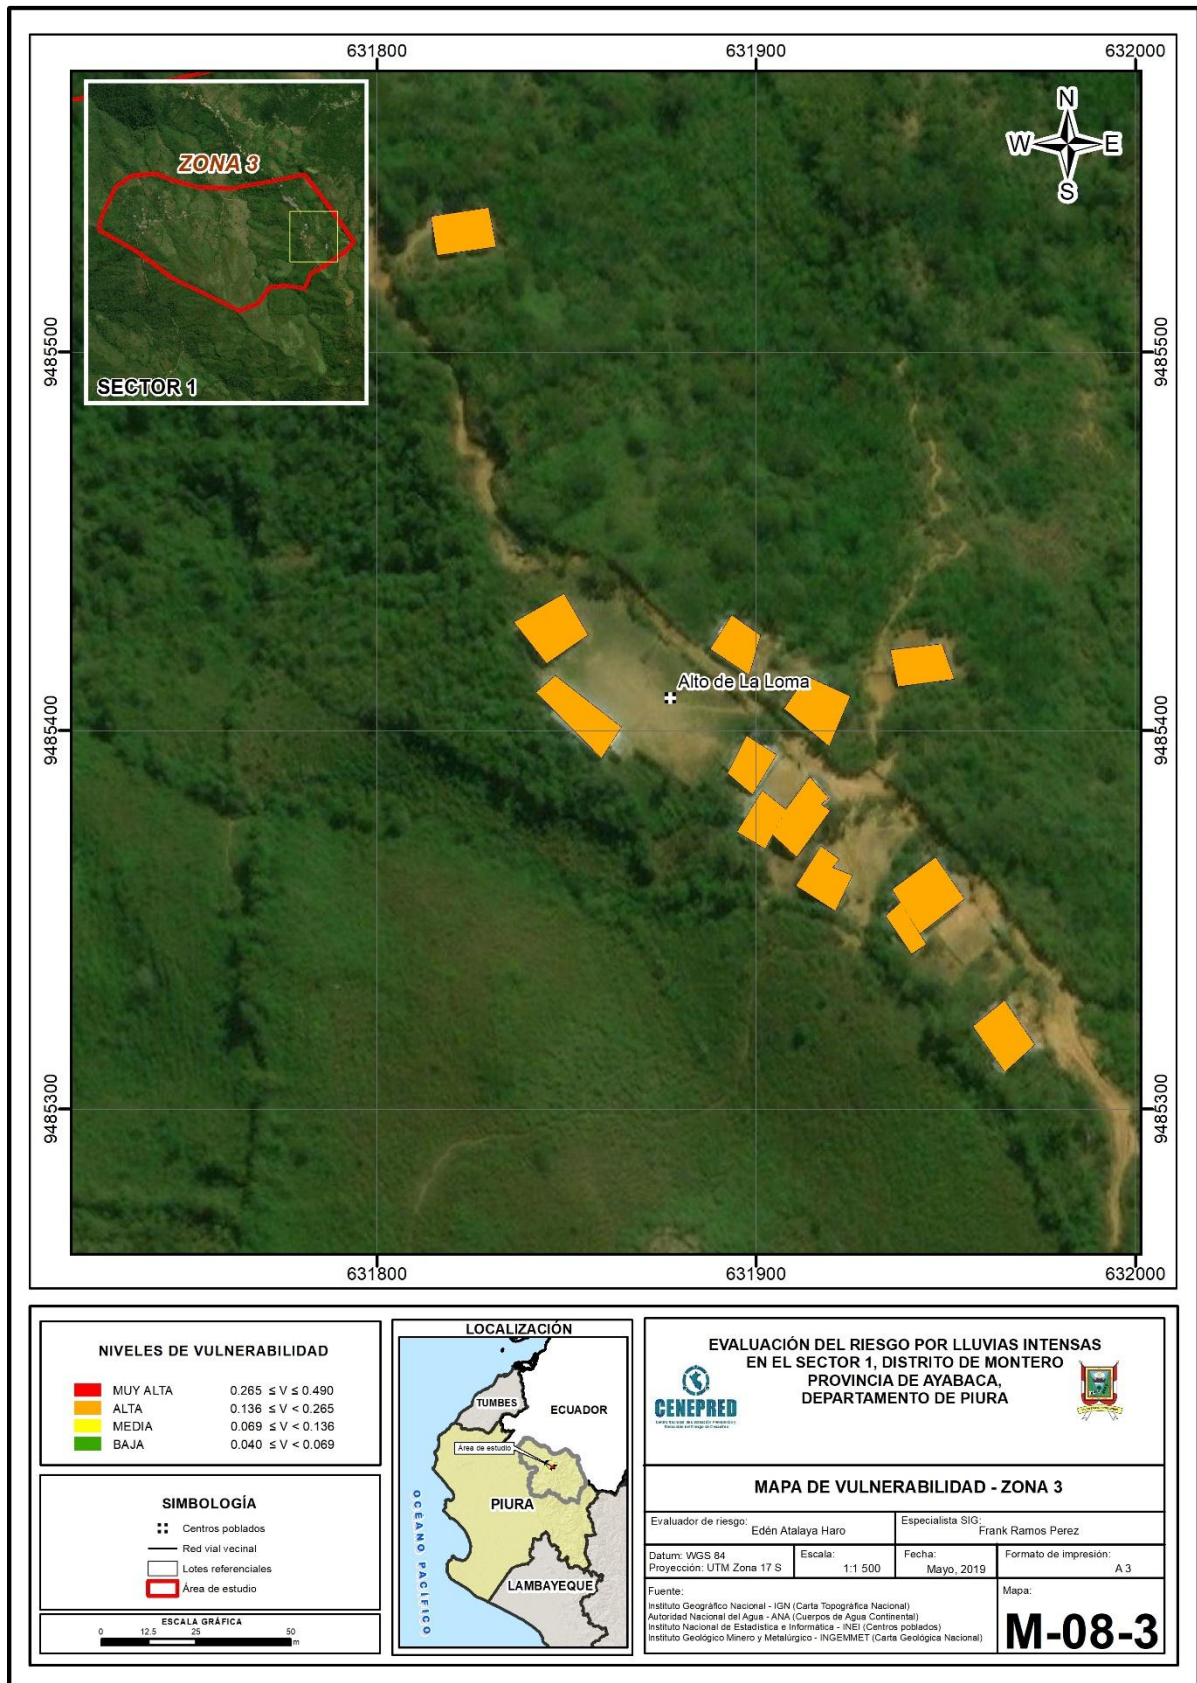 631800
631900
632000
N
W
E
S
ZONA 3
SECTOR 1
9485500
9485500
Alto de La Loma
9485400
9485400
9485300
9485300
631800
631900
632000
NIVELES DE VULNERABILIDAD
MUY ALTA 0.265 ≤ V ≤ 0.490
ALTA 0.136 ≤ V < 0.265
MEDIA 0.069 ≤ V < 0.136
BAJA 0.040 ≤ V < 0.069
SIMBOLOGÍA
Centros poblados
Red vial vecinal
Lotes referenciales
Área de estudio
ESCALA GRÁFICA
0 12.5 25 50
m
LOCALIZACIÓN
TUMBES
ECUADOR
Área de estudio
PIURA
OCÉANO PACÍFICO
LAMBAYEQUE
EVALUACIÓN DEL RIESGO POR LLUVIAS INTENSAS
EN EL SECTOR 1, DISTRITO DE MONTERO
PROVINCIA DE AYABACA,
DEPARTAMENTO DE PIURA
CENEPRED
MAPA DE VULNERABILIDAD - ZONA 3
Evaluador de riesgo:
Edén Atalaya Haro
Especialista SIG:
Frank Ramos Perez
Datum: WGS 84
Proyección: UTM Zona 17 S
Escala:
1:1 500
Fecha:
Mayo, 2019
Formato de impresión:
A 3
Fuente:
Instituto Geográfico Nacional - IGN (Carta Topográfica Nacional)
Autoridad Nacional del Agua - ANA (Cuerpos de Agua Continental)
Instituto Nacional de Estadística e Informática - INEI (Centros poblados)
Instituto Geológico Minero y Metalúrgico - INGEMMET (Carta Geológica Nacional)
Mapa:
M-08-3